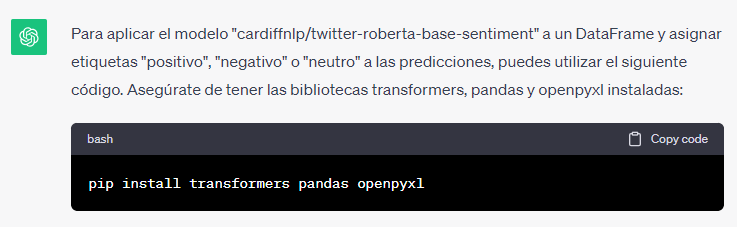 Para aplicar el modelo "cardiffnlp/twitter-roberta-base-sentiment" a un DataFrame y asignar
etiquetas "positivo", "negativo" o "neutro" a las predicciones, puedes utilizar el siguiente
código. Asegúrate de tener las bibliotecas transformers, pandas y openpyxl instaladas:
bash Copy code
pip install transformers pandas openpyxl